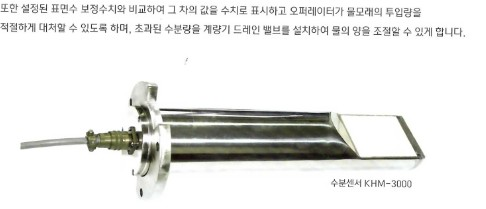 또한 설정된 표면수 보정수치와 비교하여 그 차의 값을 수치로 표시하고 오퍼레이터가 물모래의 투입량을
적절하게 대처할 수 있도록 하며, 초과된 수분량을 계량기 드레인 밸브를 설치하여 물의 양을 조절할 수 있게 합니다.
수분센서 KHM-3000